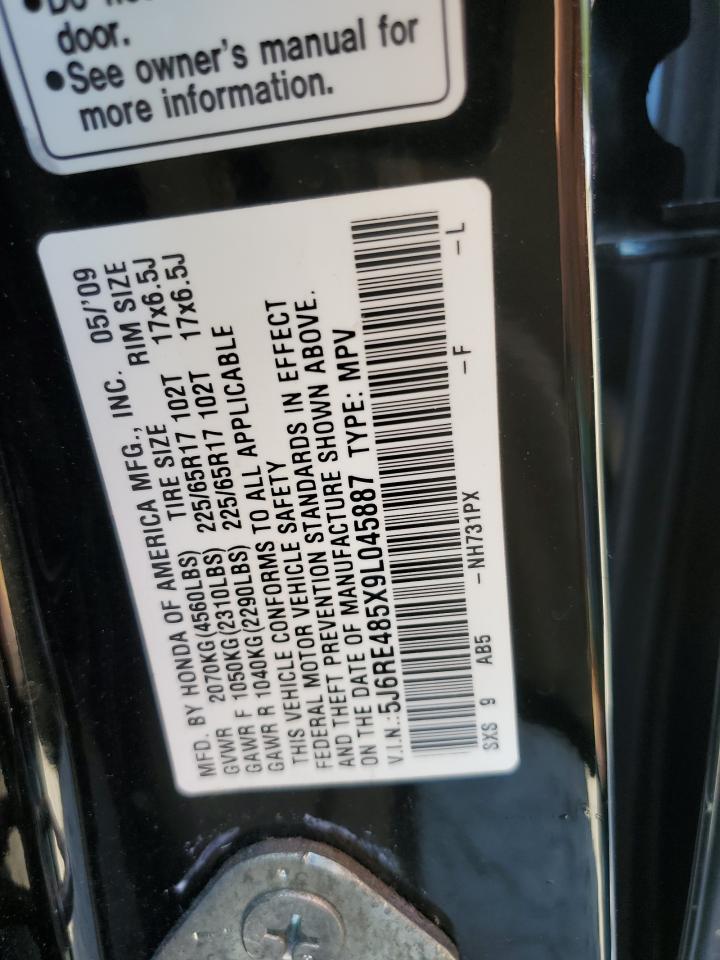 door.
●See owner's manual for
more information.
MFD. BY HONDA OF AMERICA MFG., INC. 05/'09
TIRE SIZE RIM SIZE
GVWR 2070KG(4560LBS)
GAWR F 1050KG(2310LBS) 225/65R17 102T 17x6.5J
GAWR R 1040KG(2290LBS) 225/65R17 102T 17x6.5J
THIS VEHICLE CONFORMS TO ALL APPLICABLE
FEDERAL MOTOR VEHICLE SAFETY
AND THEFT PREVENTION STANDARDS IN EFFECT
ON THE DATE OF MANUFACTURE SHOWN ABOVE.
V.I.N.:5J6RE485X9L045887 TYPE: MPV
SXS 9 AB5 -NH731PX -F -L